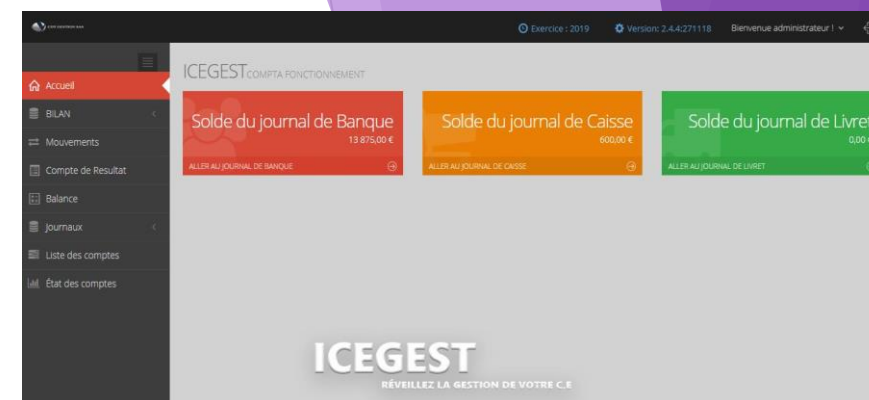 Exercice : 2019
Version: 2.4.4:271118
Bienvenue administrateur !
ICEGEST COMPTA FONCTIONNEMENT
Accueil
BILAN
Mouvements
Compte de Resultat
Balance
Journaux
Liste des comptes
État des comptes
Solde du journal de Banque
13 875,00 €
ALLER AU JOURNAL DE BANQUE
Solde du journal de Caisse
600,00 €
ALLER AU JOURNAL DE CAISSE
Solde du journal de Livret
0,00 €
ALLER AU JOURNAL DE LIVRET
ICEGEST
RÉVEILLEZ LA GESTION DE VOTRE C.E